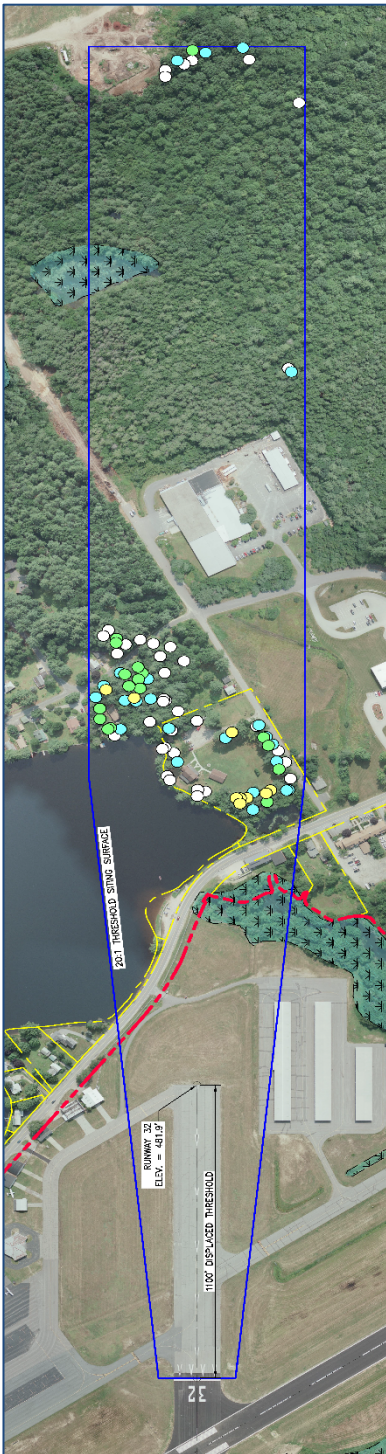 20:1 THRESHOLD SITING SURFACE
RUNWAY 32
ELEV. = 481.9'
1100' DISPLACED THRESHOLD
32